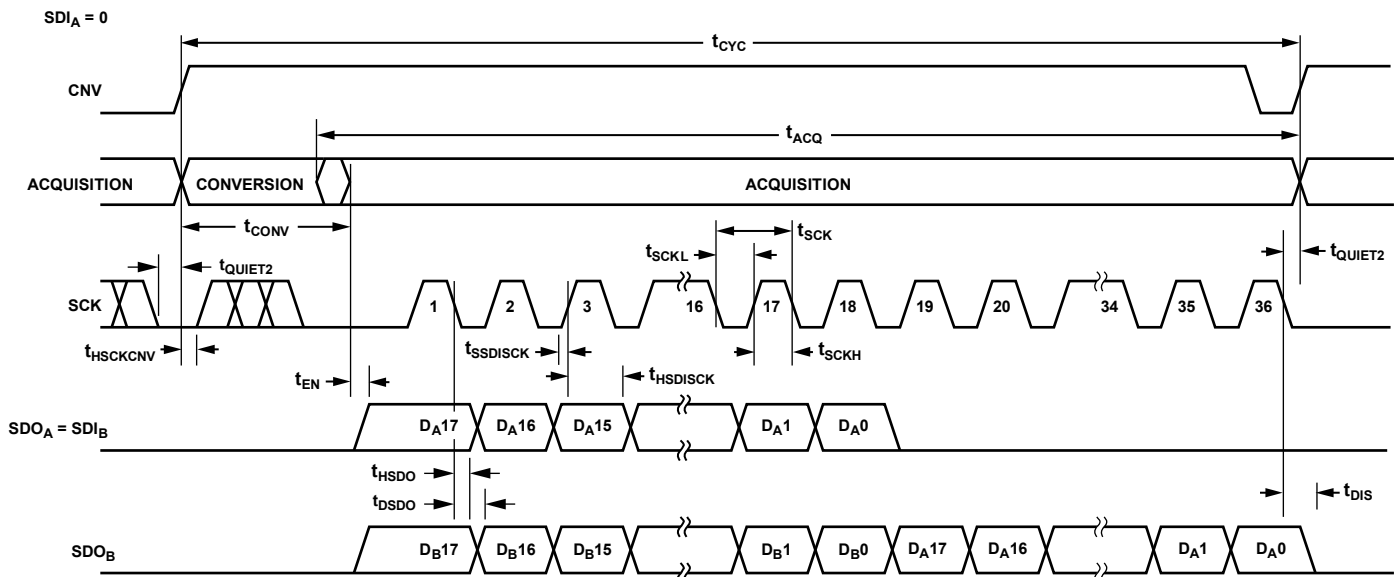 SDIA = 0
tCYC
CNV
tACQ
ACQUISITION CONVERSION ACQUISITION
tCONV
tSCK
tSCKL
tQUIET2 tQUIET2
SCK 1 2 3 16 17 18 19 20 34 35 36
tHSCKCNV tSSDISCK tSCKH
tEN tHSDISCK
SDOA = SDIB DA17 DA16 DA15 DA1 DA0
tHSDO
tDSDO tDIS
SDOB DB17 DB16 DB15 DB1 DB0 DA17 DA16 DA1 DA0